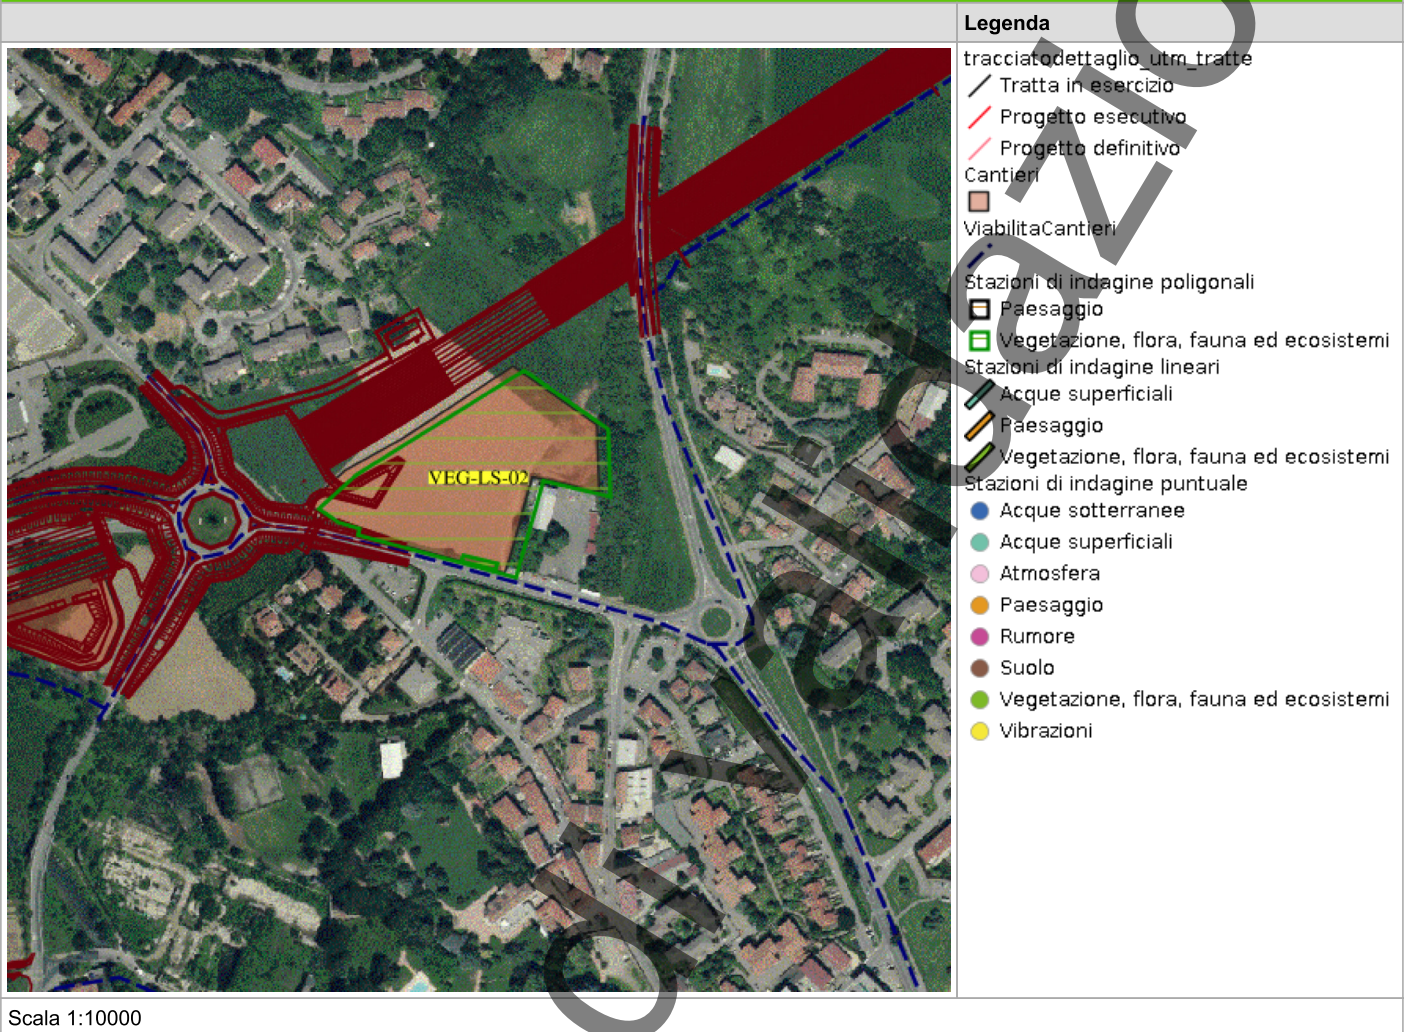 Legenda
tracciatodettaglio_utm_tratte
Tratta in esercizio
Progetto esecutivo
Progetto definitivo
Cantieri
ViabilitaCantieri
Stazioni di indagine poligonali
Paesaggio
Vegetazione, flora, fauna ed ecosistemi
Stazioni di indagine lineari
Acque superficiali
Paesaggio
Vegetazione, flora, fauna ed ecosistemi
Stazioni di indagine puntuale
Acque sotterranee
Acque superficiali
Atmosfera
Paesaggio
Rumore
Suolo
Vegetazione, flora, fauna ed ecosistemi
Vibrazioni
VEG-LS-02
Scala 1:10000